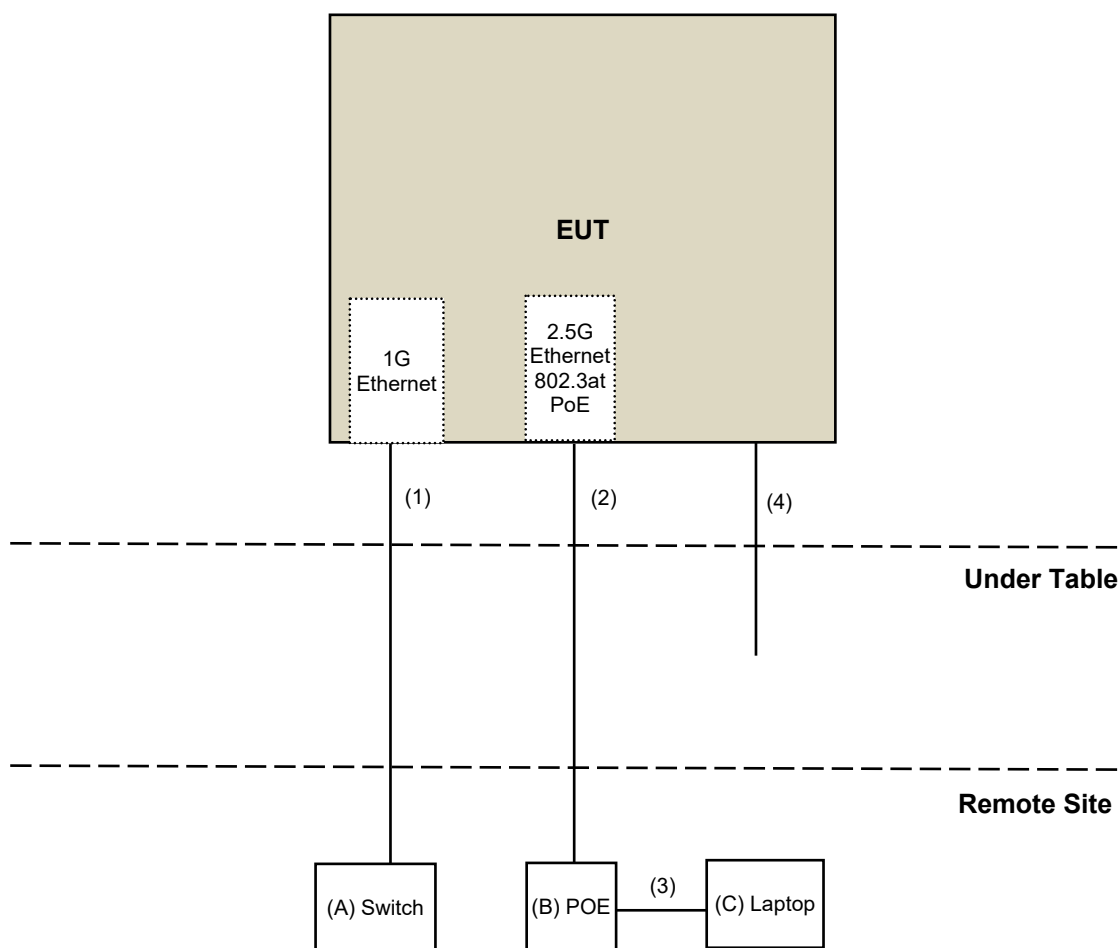 EUT
1G
Ethernet
2.5G
Ethernet
802.3at
PoE
(1)
(2)
(4)
Under Table
Remote Site
(A) Switch
(B) POE
(3)
(C) Laptop